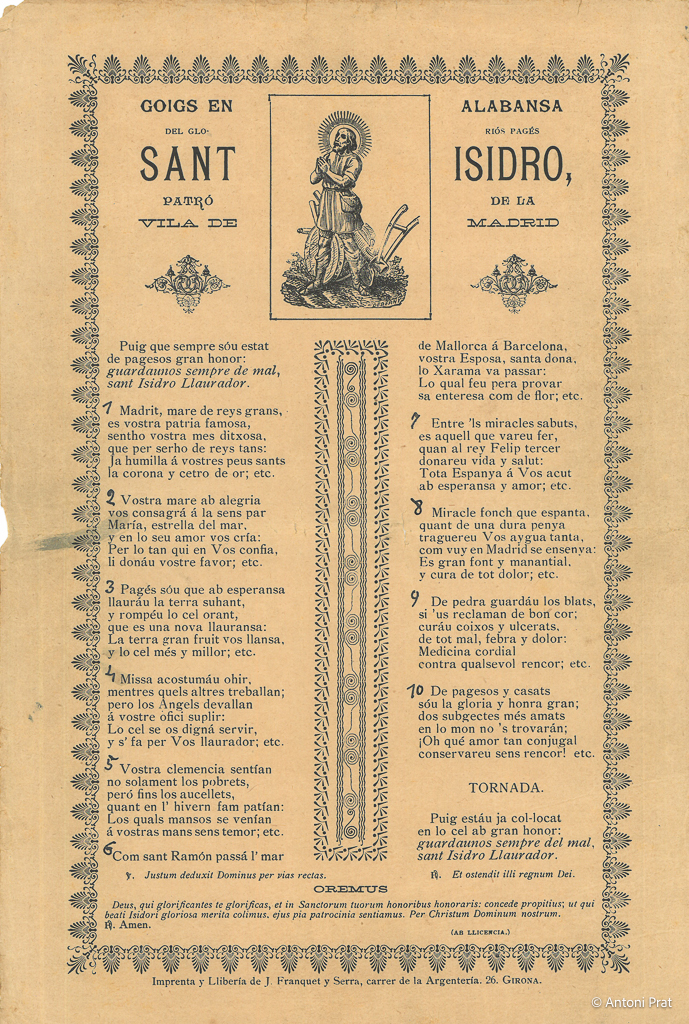 GOIGS EN ALABANSA
DEL GLORIÓS PAGÉS
SANT ISIDRO,
PATRÓ DE LA
VILA DE MADRID
Puig que sempre sóu estat
de pagesos gran honor:
guardaunos sempre de mal,
sant Isidro Llaurador.
1 Madrit, mare de reys grans,
es vostra patria famosa,
sentho vostra mes ditxosa,
que per serho de reys tans:
Ja humilla á vostres peus sants
la corona y cetro de or; etc.
2 Vostra mare ab alegria
vos consagrá á la sens par
María, estrella del mar,
y en lo seu amor vos cría:
Per lo tan qui en Vos confia,
li donáu vostre favor; etc.
3 Pagés sóu que ab esperansa
llauráu la terra suhant,
y rompéu lo cel orant,
que es una nova llauransa:
La terra gran fruit vos llansa,
y lo cel més y millor; etc.
4 Missa acostumáu ohir,
mentres quels altres treballan;
pero los Angels devallan
á vostre ofici suplir:
Lo cel se os digná servir,
y s' fa per Vos llaurador; etc.
5 Vostra clemencia sentían
no solament los pobrets,
peró fins los aucellets,
quant en l' hivern fam patían:
Los quals mansos se venían
á vostras mans sens temor; etc.
6 Com sant Ramón passá l' mar
de Mallorca á Barcelona,
vostra Esposa, santa dona,
lo Xarama va passar:
Lo qual feu pera provar
sa enteresa com de flor; etc.
7 Entre 'ls miracles sabuts,
es aquell que vareu fer,
quan al rey Felip tercer
donareu vida y salut:
Tota Espanya á Vos acut
ab esperansa y amor; etc.
8 Miracle fonch que espanta,
quant de una dura penya
traguereu Vos aygua tanta,
com vuy en Madrid se ensenya:
Es gran font y manantial,
y cura de tot dolor; etc.
9 De pedra guardáu los blats,
si 'us reclaman de bon cor;
curáu coixos y ulcerats,
de tot mal, febra y dolor:
Medicina cordial
contra qualsevol rencor; etc.
10 De pagesos y casats
sóu la gloria y honra gran;
dos subgectes més amats
en lo mon no 's trovarán;
¡Oh qué amor tan conjugal
conservareu sens rencor! etc.
TORNADA.
Puig estáu ja col-locat
en lo cel ab gran honor:
guardaunos sempre del mal,
sant Isidro Llaurador.
℣. Justum deduxit Dominus per vias rectas. ℟. Et ostendit illi regnum Dei.
OREMUS
Deus, qui glorificantes te glorificas, et in Sanctorum tuorum honoribus honoraris: concede propitius; ut qui
beati Isidori gloriosa merita colimus, ejus pia patrocinia sentiamus. Per Christum Dominum nostrum.
℟. Amen.
(AB LLICENCIA.)
Imprenta y Llibería de J. Franquet y Serra, carrer de la Argentería. 26. GIRONA.
© Antoni Prat